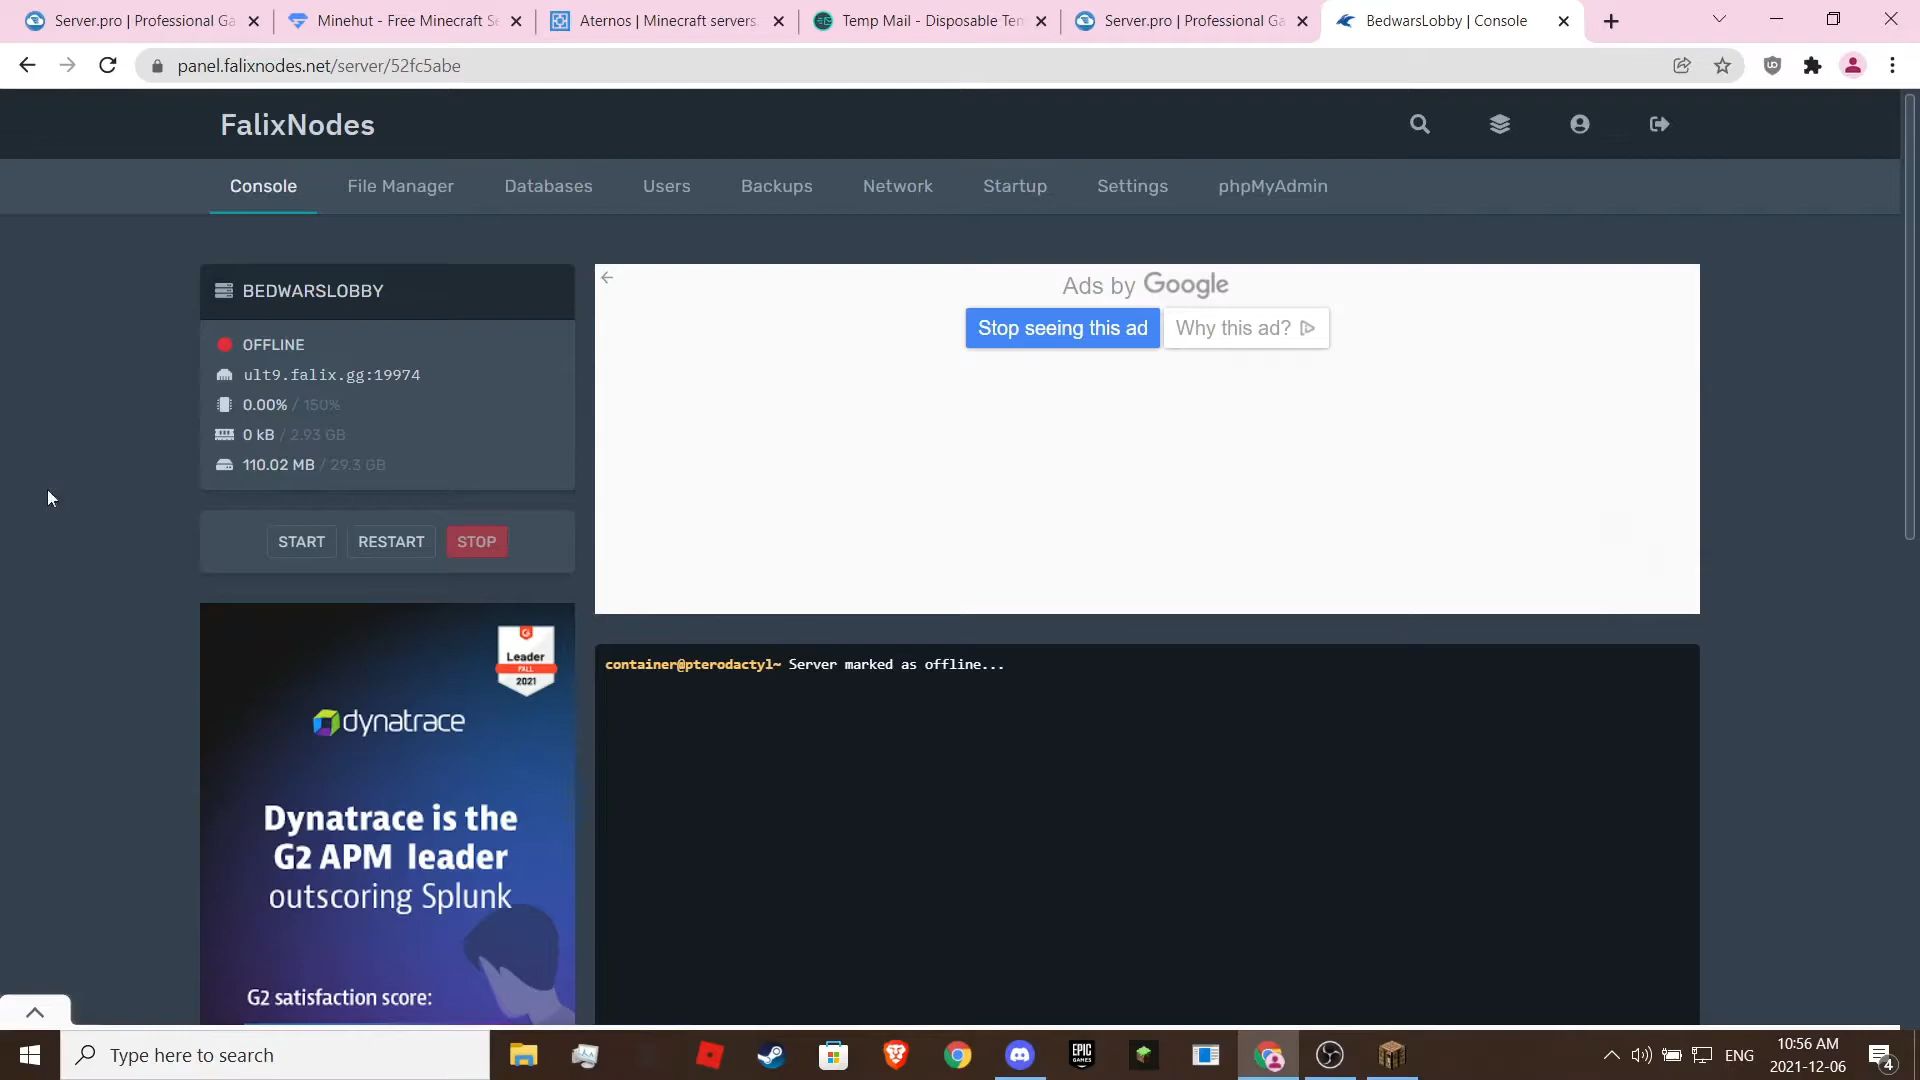 Server.pro | Professional Ga
Minehut - Free Minecraft Se
Aternos | Minecraft servers.
Temp Mail - Disposable Tem
Server.pro | Professional Ga
BedwarsLobby | Console
panel.falixnodes.net/server/52fc5abe
FalixNodes
Console
File Manager
Databases
Users
Backups
Network
Startup
Settings
phpMyAdmin
BEDWARSLOBBY
OFFLINE
ult9.falix.gg:19974
0.00% / 150%
0 kB / 2.93 GB
110.02 MB / 29.3 GB
START
RESTART
STOP
Ads by Google
Stop seeing this ad
Why this ad?
container@pterodactyl~ Server marked as offline...
Leader
FALL
2021
dynatrace
Dynatrace is the
G2 APM leader
outscoring Splunk
G2 satisfaction score:
Type here to search
EPIC
GAMES
ENG
10:56 AM
2021-12-06
4